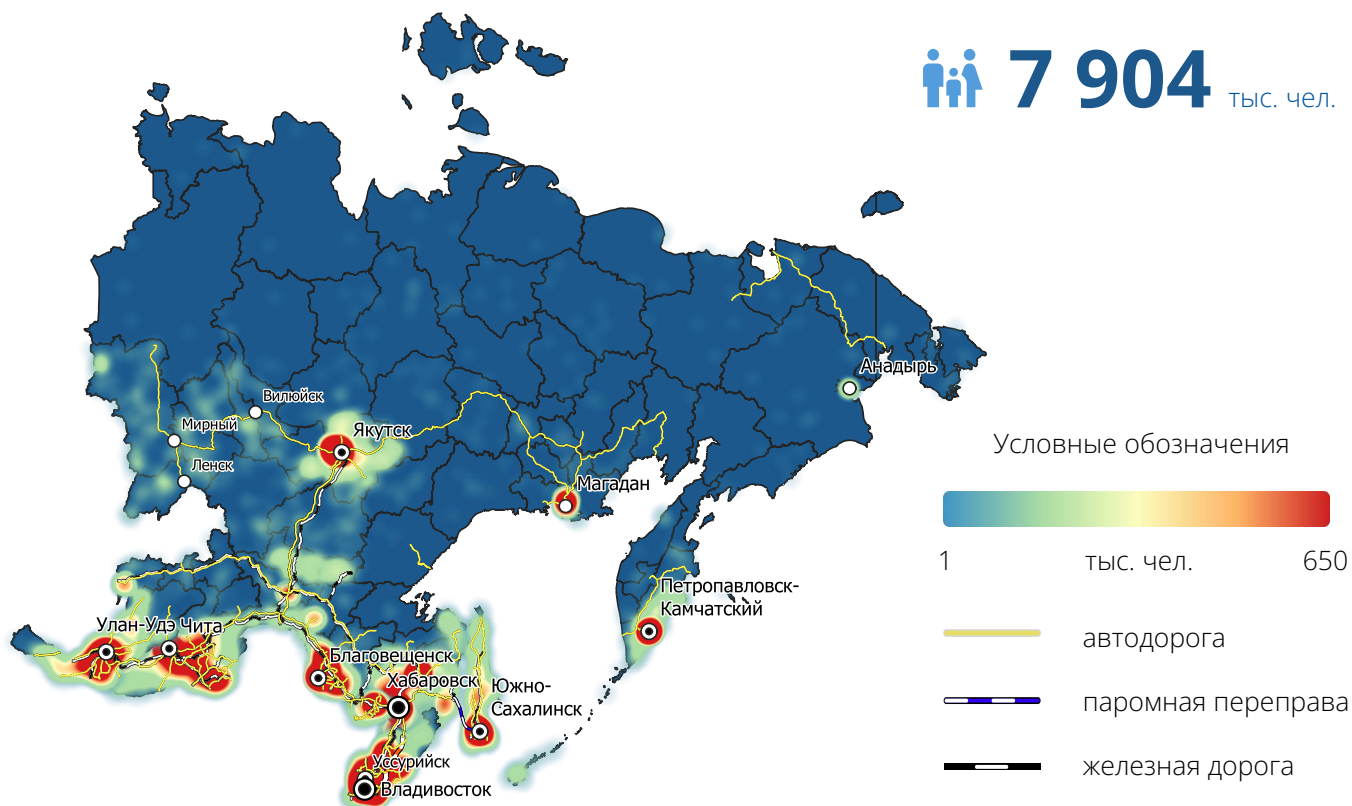 7 904 тыс. чел.
Анадырь
Вилюйск
Мирный
Якутск
Ленск
Магадан
Условные обозначения
1 тыс. чел. 650
Петропавловск-
Камчатский
Улан-Удэ Чита
автодорога
Благовещенск
Хабаровск
Южно-
Сахалинск
паромная переправа
Уссурийск
Владивосток
железная дорога